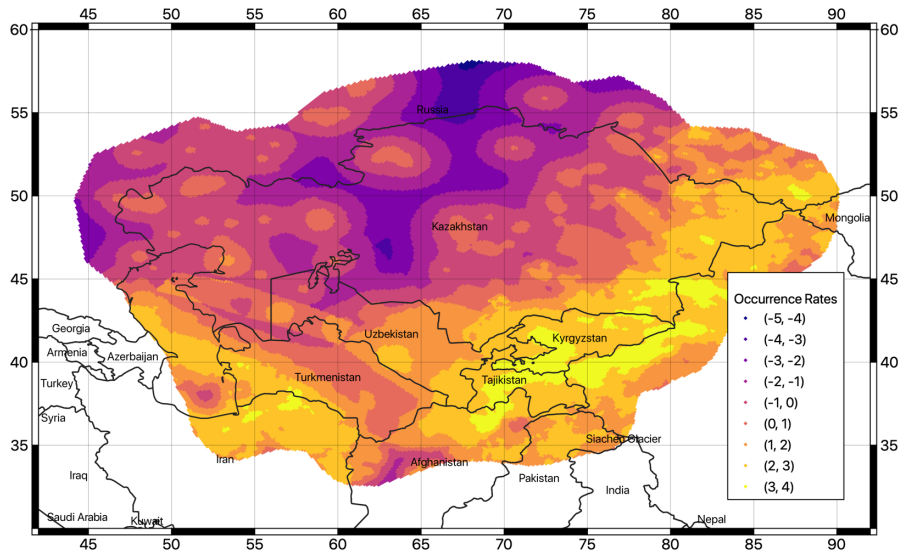 45 50 55 60 65 70 75 80 85 90
60 60
55 55
Russia
50 50
Mongolia
Kazakhstan
45 45
Occurrence Rates
(-5, -4)
(-4, -3)
(-3, -2)
(-2, -1)
(-1, 0)
(0, 1)
(1, 2)
(2, 3)
(3, 4)
Georgia
Uzbekistan
Kyrgyzstan
Armenia
Azerbaijan
40 40
Turkey
Turkmenistan
Tajikistan
Syria
35 35
Siachen Glacier
Iran
Afghanistan
Iraq
Pakistan
India
Saudi Arabia
Kuwait
Nepal
45 50 55 60 65 70 75 80 85 90